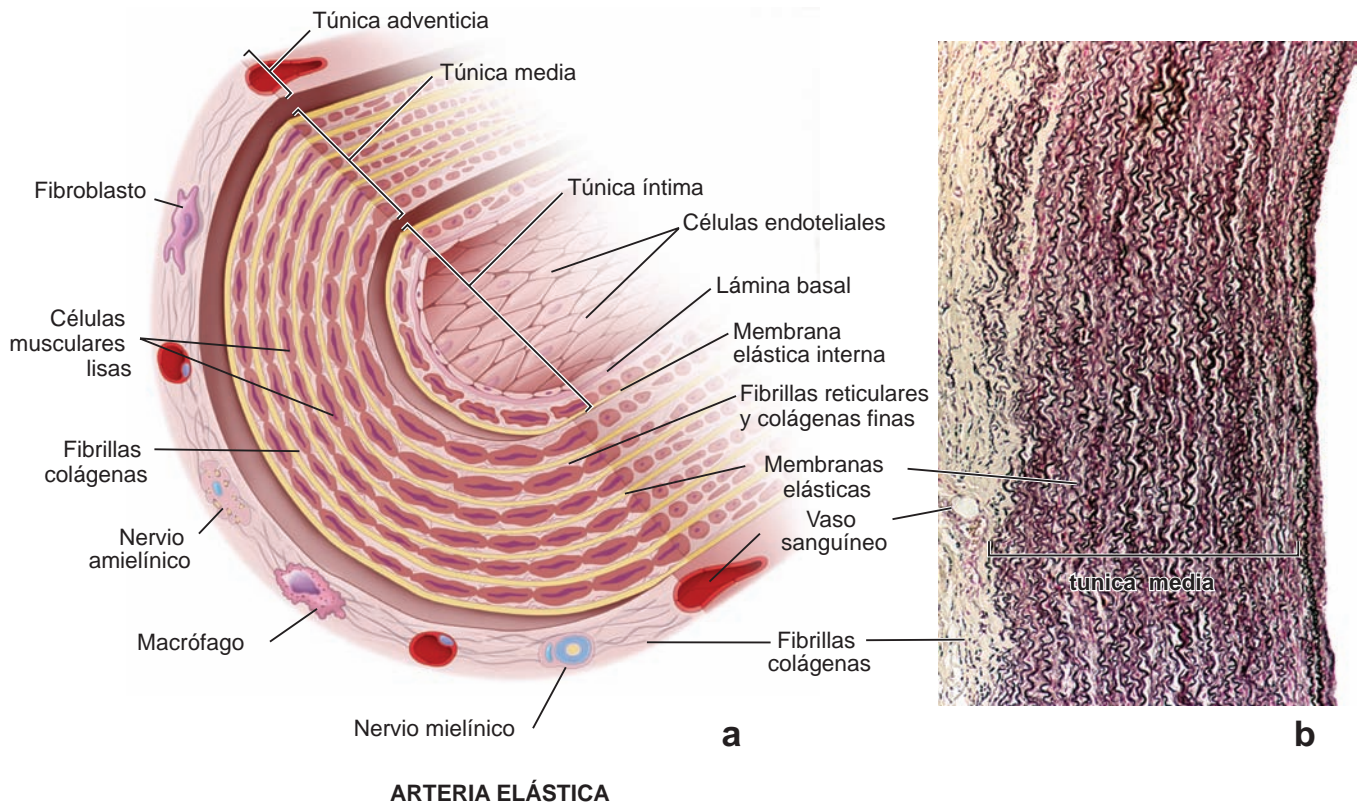 Túnica adventicia
Túnica media
Túnica íntima
Fibroblasto
Células endoteliales
Lámina basal
Células
musculares
lisas
Membrana
elástica interna
Fibrillas reticulares
y colágenas finas
Fibrillas
colágenas
Membranas
elásticas
Nervio
amielínico
Vaso
sanguíneo
tunica media
Macrófago
Fibrillas
colágenas
Nervio mielínico
a
b
ARTERIA ELÁSTICA